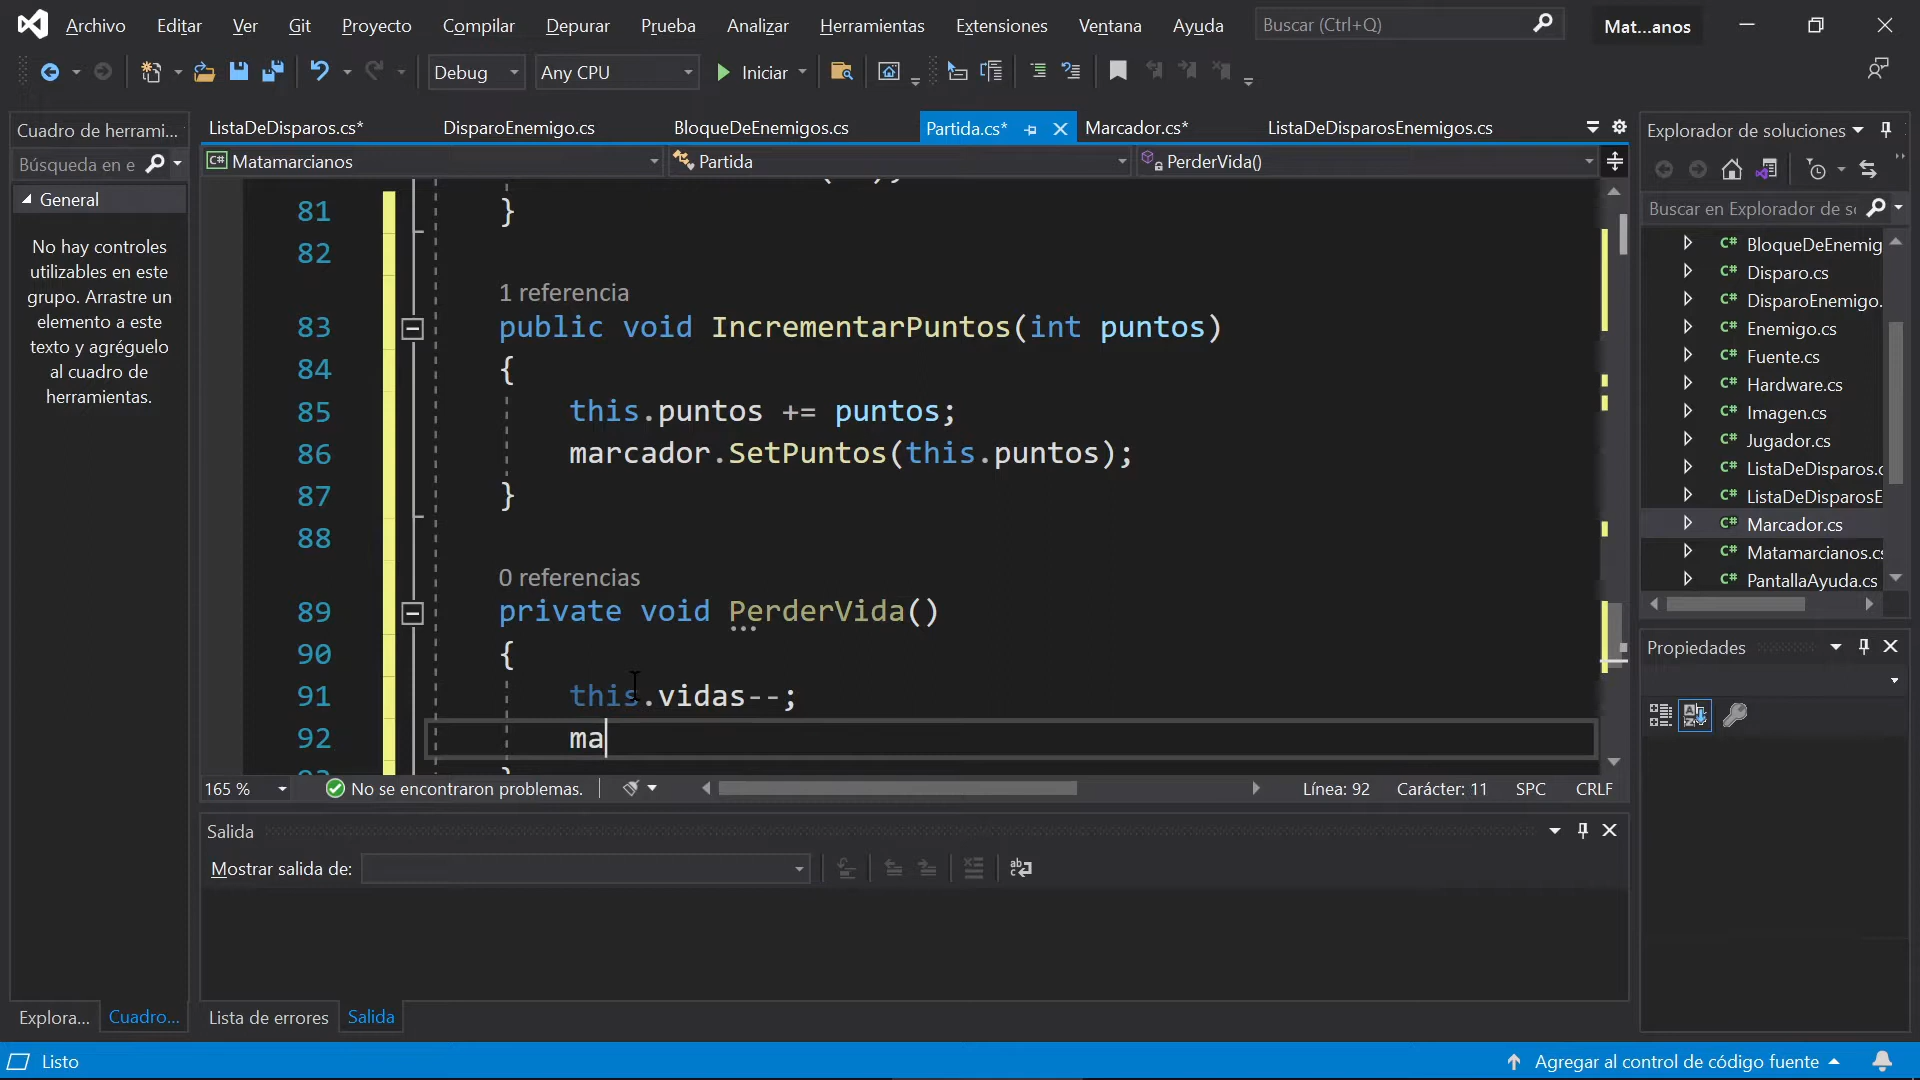 Archivo Editar Ver Git Proyecto Compilar Depurar Prueba Analizar Herramientas Extensiones Ventana Ayuda Buscar (Ctrl+Q) Mat...anos
Debug Any CPU Iniciar
Cuadro de herrami...
Búsqueda en e
General
No hay controles
utilizables en este
grupo. Arrastre un
elemento a este
texto y agréguelo
al cuadro de
herramientas.
ListaDeDisparos.cs* DisparoEnemigo.cs BloqueDeEnemigos.cs Partida.cs* Marcador.cs* ListaDeDisparosEnemigos.cs
Matamarcianos Partida PerderVida()
81 }
82
1 referencia
83 public void IncrementarPuntos(int puntos)
84 {
85 this.puntos += puntos;
86 marcador.SetPuntos(this.puntos);
87 }
88
0 referencias
89 private void PerderVida()
90 {
91 this.vidas--;
92 ma
165 % No se encontraron problemas. Línea: 92 Carácter: 11 SPC CRLF
Salida
Mostrar salida de:
Explora... Cuadro... Lista de errores Salida
Explorador de soluciones
Buscar en Explorador de so
C# BloqueDeEnemig
C# Disparo.cs
C# DisparoEnemigo.
C# Enemigo.cs
C# Fuente.cs
C# Hardware.cs
C# Imagen.cs
C# Jugador.cs
C# ListaDeDisparos.c
C# ListaDeDisparosE
C# Marcador.cs
C# Matamarcianos.cs
C# PantallaAyuda.cs
Propiedades
Listo Agregar al control de código fuente